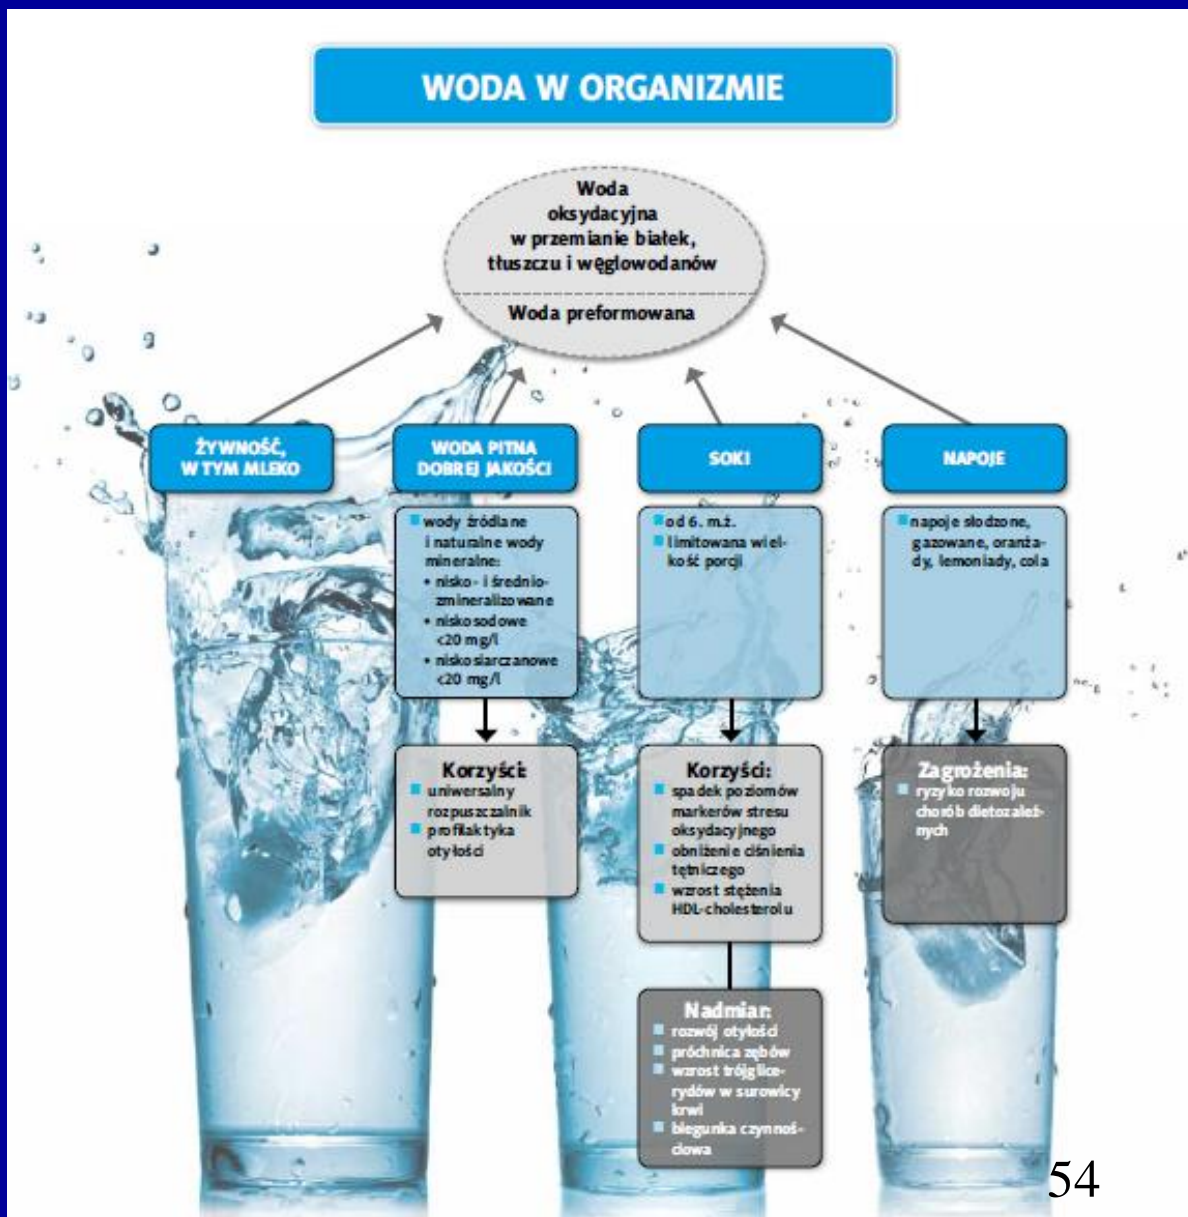 WODA W ORGANIZMIE
Woda
oksydacyjna
w przemianie białek,
tłuszczu i węglowodanów
Woda preformowana
ŻYWNOŚĆ,
W TYM MLEKO
WODA PITNA
DOBREJ JAKOŚCI
wody źródlane
i naturalne wody
mineralne:
• nisko- i średnio-
zmineralizowane
• niskosodowe
<20 mg/l
• niskosiarczanowe
<20 mg/l
Korzyści:
uniwersalny
rozpuszczalnik
profilaktyka
otyłości
SOKI
od 6. m.ż.
limitowana wiel-
kość porcji
Korzyści:
spadek poziomów
markerów stresu
oksydacyjnego
obniżenie ciśnienia
tętniczego
wzrost stężenia
HDL-cholesterolu
Nadmiar:
rozwój otyłości
próchnica zębów
wzrost trójglice-
rydów w surowicy
krwi
biegunka czynnoś-
ciowa
NAPOJE
napoje słodzone,
gazowane, oranża-
dy, lemoniady, cola
Zagrożenia:
ryzyko rozwoju
chorób dietozależ-
nych
54